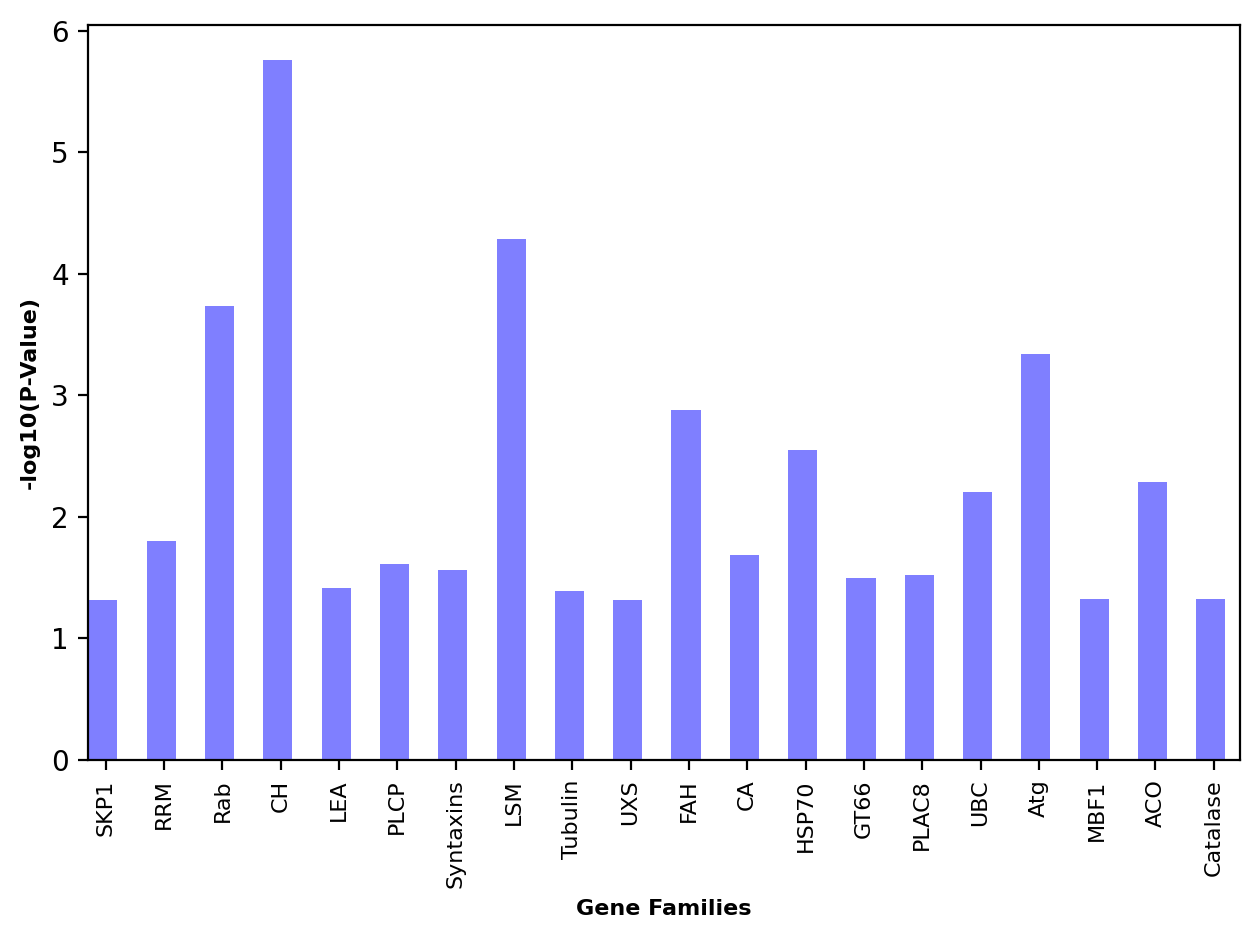 6
5
4
3
2
1
0
-log10(P-Value)
SKP1
RRM
Rab
CH
LEA
PLCP
Syntaxins
LSM
Tubulin
UXS
FAH
CA
HSP70
GT66
PLAC8
UBC
Atg
MBF1
ACO
Catalase
Gene Families